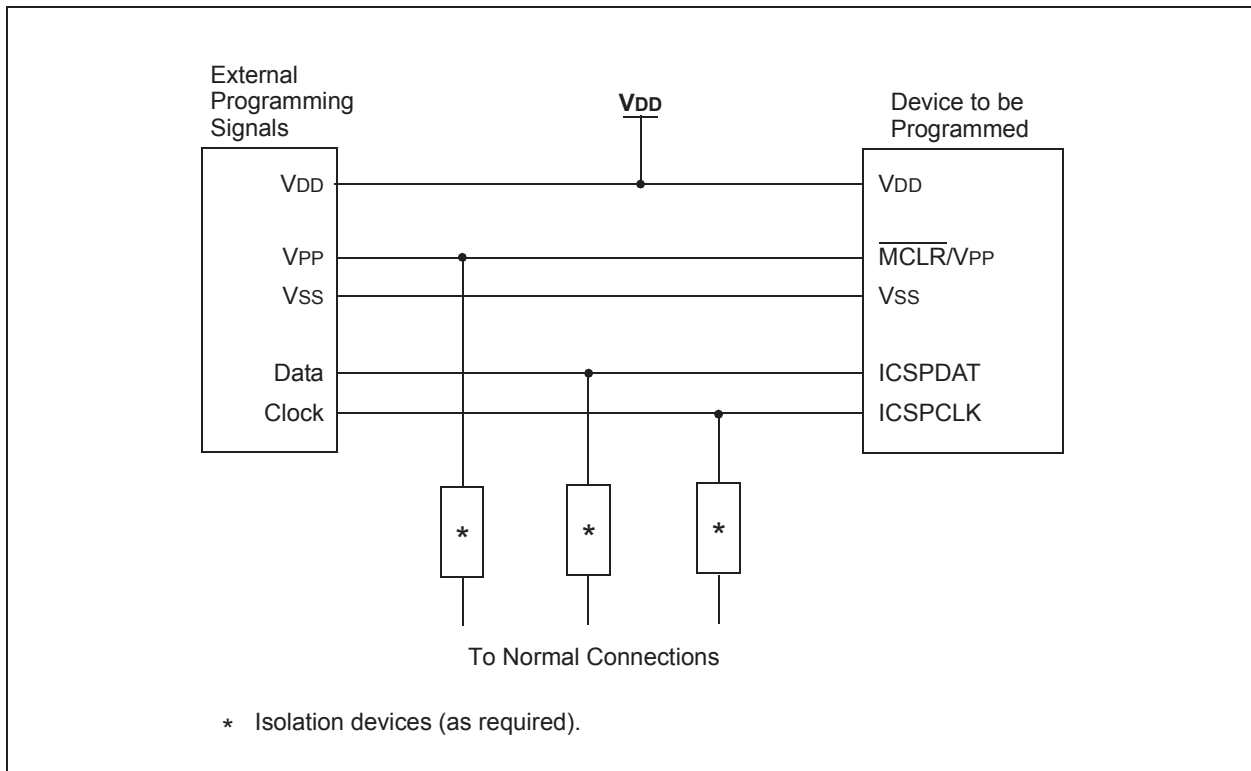 External
Programming
Signals
VDD
Device to be
Programmed
VDD
VDD
VPP
MCLR/VPP
VSS
VSS
Data
ICSPDAT
Clock
ICSPCLK
*
*
*
To Normal Connections
* Isolation devices (as required).